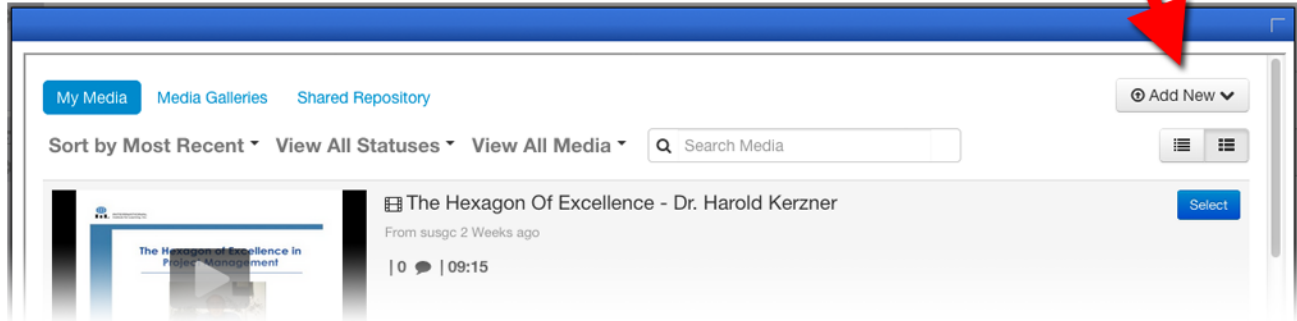 My Media Media Galleries Shared Repository Add New
Sort by Most Recent View All Statuses View All Media Search Media
The Hexagon Of Excellence - Dr. Harold Kerzner Select
From susgc 2 Weeks ago
| 0 | 09:15
The Hexagon of Excellence in
Project Management